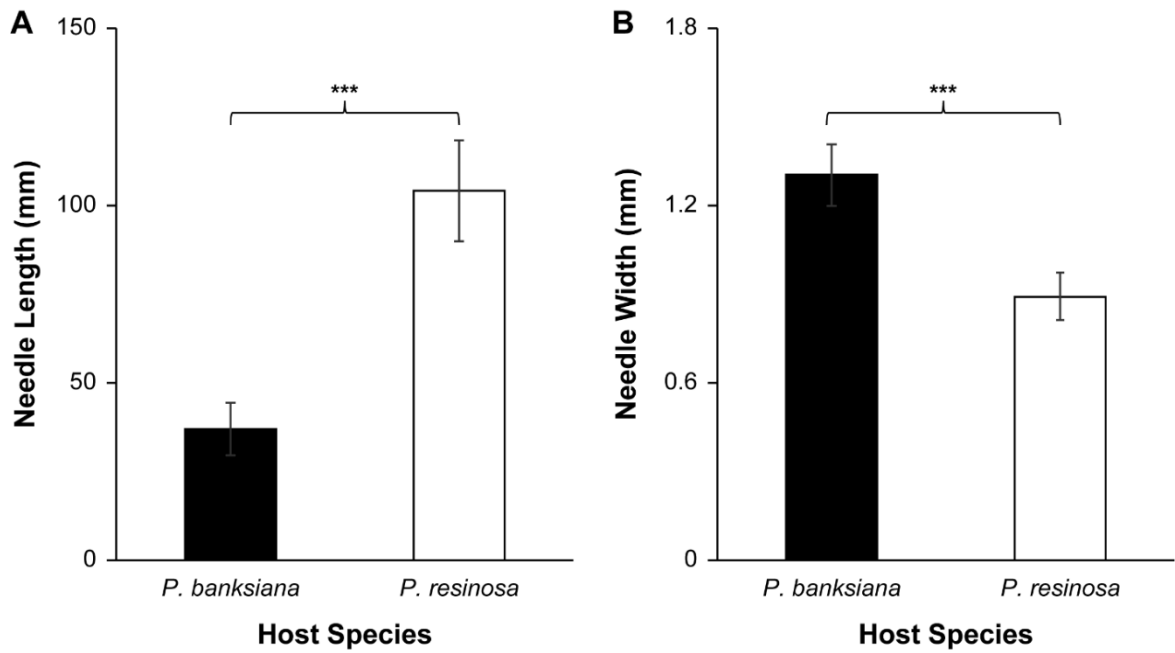 A
Needle Length (mm)
150
100
50
0
***
P. banksiana
P. resinosa
Host Species
B
Needle Width (mm)
1.8
1.2
0.6
0
***
P. banksiana
P. resinosa
Host Species